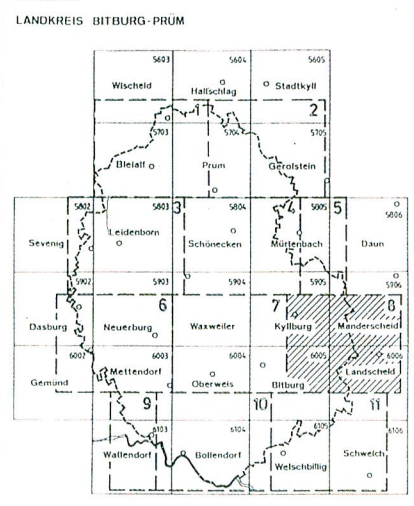 LANDKREIS BITBURG-PRÜM
5603 5604 5605
Wischeid Hallschlag Stadtkyll
1 2
5703 5704 5705
Bleialf Prum Gerolstein
5802 5803 3 5804 4 5805 5 5806
Sevenig Leidenborn Schönecken Mürlenbach Daun
5902 5903 5904 5905 5906
6 7 8
Dasburg Neuerburg Waxweiler Kyllburg Manderscheid
6002 6003 6004 6005 6006
Gemünd Mettendorf Oberweis Bitburg Landscheid
9 10 11
6103 6104 6105 6106
Wallendorf Bollendorf Welschbillig Schweich